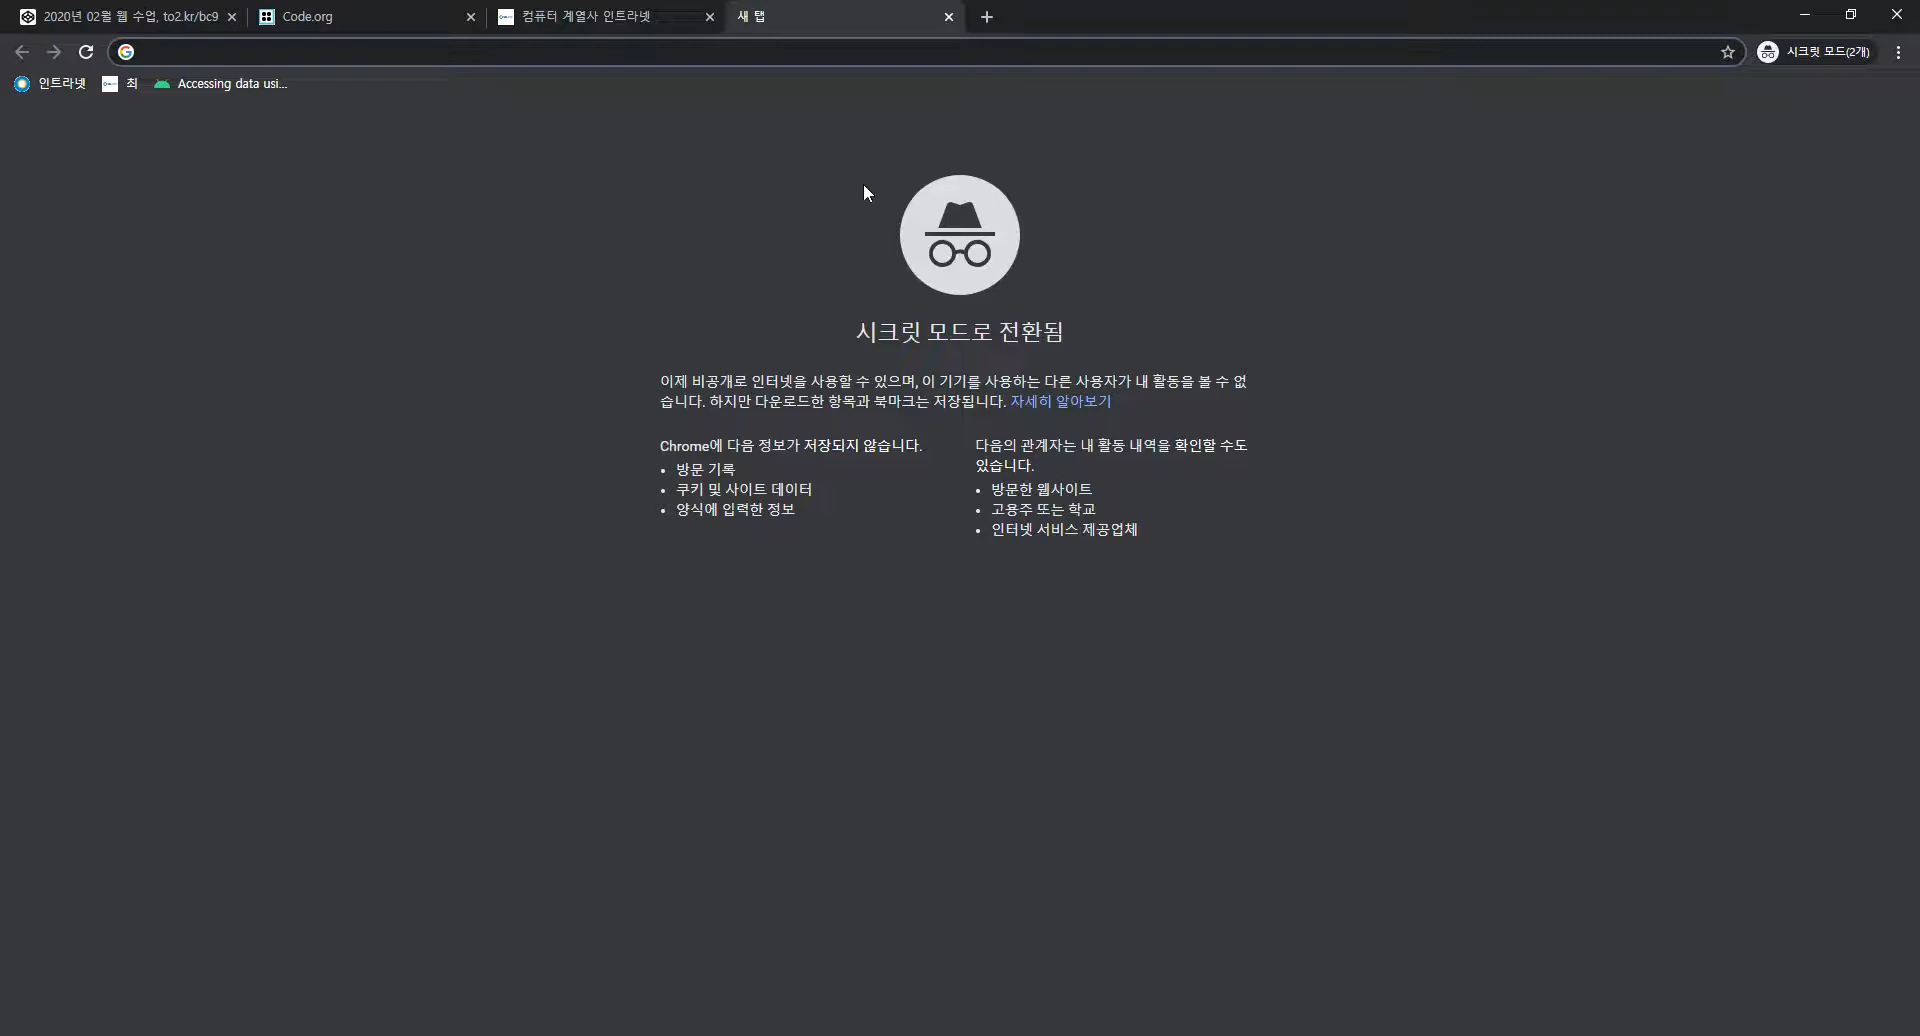 2020년 02월 웹 수업, to2.kr/bc9
Code.org
컴퓨터 계열사 인트라넷
새 탭
시크릿 모드(2개)
인트라넷
최
Accessing data usi...
시크릿 모드로 전환됨
이제 비공개로 인터넷을 사용할 수 있으며, 이 기기를 사용하는 다른 사용자가 내 활동을 볼 수 없
습니다. 하지만 다운로드한 항목과 북마크는 저장됩니다. 자세히 알아보기
Chrome에 다음 정보가 저장되지 않습니다.
• 방문 기록
• 쿠키 및 사이트 데이터
• 양식에 입력한 정보
다음의 관계자는 내 활동 내역을 확인할 수도
있습니다.
• 방문한 웹사이트
• 고용주 또는 학교
• 인터넷 서비스 제공업체